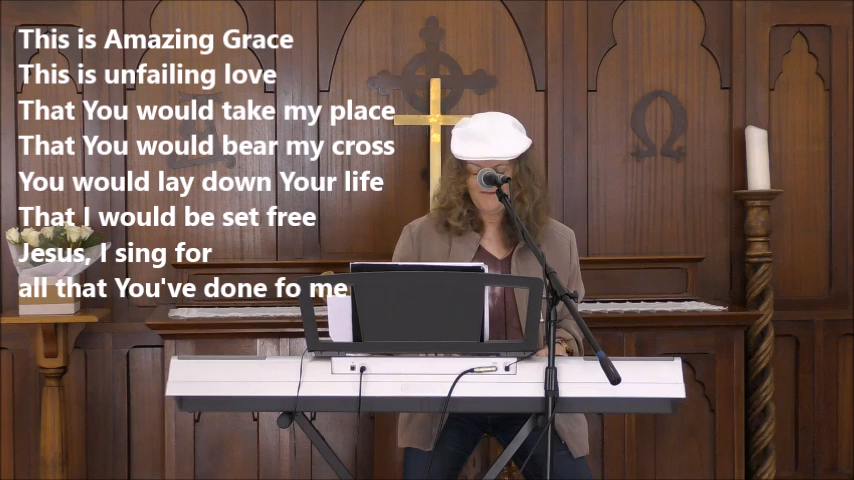 This is Amazing Grace
This is unfailing love
That You would take my place
That You would bear my cross
You would lay down Your life
That I would be set free
Jesus, I sing for
all that You've done fo me
Ω